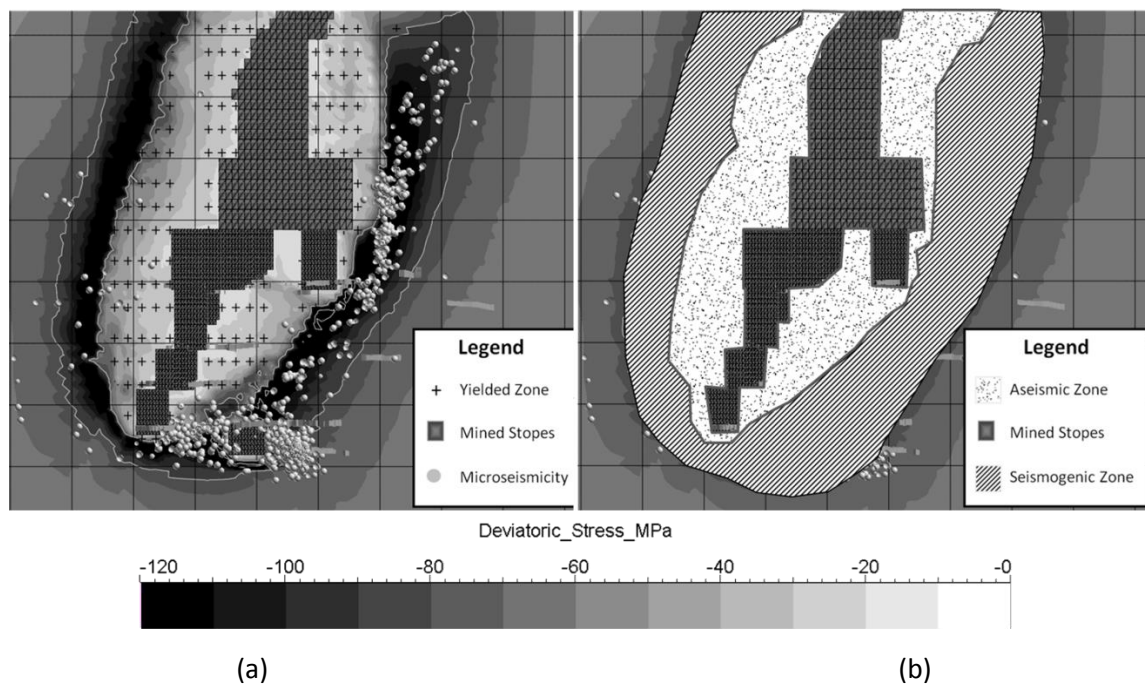 Legend
Yielded Zone
Mined Stopes
Microseismicity
Legend
Aseismic Zone
Mined Stopes
Seismogenic Zone
Deviatoric_Stress_MPa
-120 -100 -80 -60 -40 -20 -0
(a) (b)